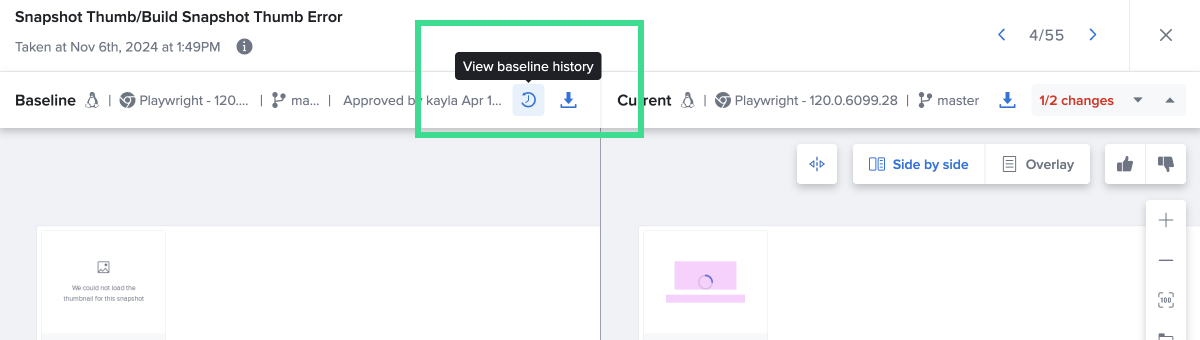 Snapshot Thumb/Build Snapshot Thumb Error
Taken at Nov 6th, 2024 at 1:49PM
4/55
View baseline history
Baseline | Playwright - 120.... | ma... | Approved by kayla Apr 1...
Current | Playwright - 120.0.6099.28 | master
1/2 changes
Side by side
Overlay
We could not load the
thumbnail for this snapshot
100